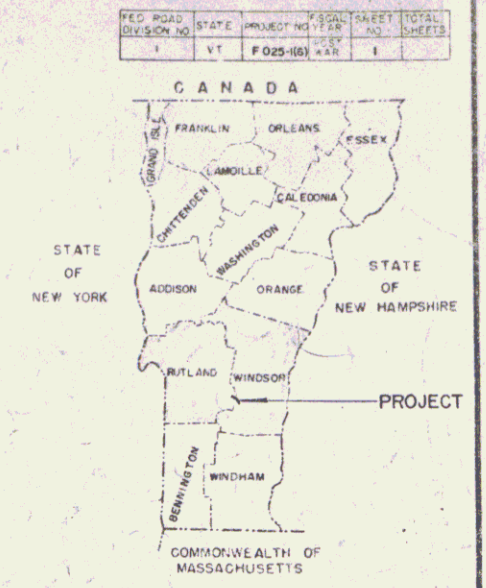 FED ROAD DIVISION NO | STATE | PROJECT NO | FISCAL YEAR | SHEET NO | TOTAL SHEETS
1 | VT | F 025-1(6) | POST WAR | 1
CANADA
FRANKLIN
ORLEANS
ESSEX
GRAND ISLE
LAMOILLE
CALEDONIA
CHITTENDEN
WASHINGTON
STATE
OF
NEW YORK
STATE
OF
NEW HAMPSHIRE
ADDISON
ORANGE
RUTLAND
WINDSOR
PROJECT
BENNINGTON
WINDHAM
COMMONWEALTH OF
MASSACHUSETTS